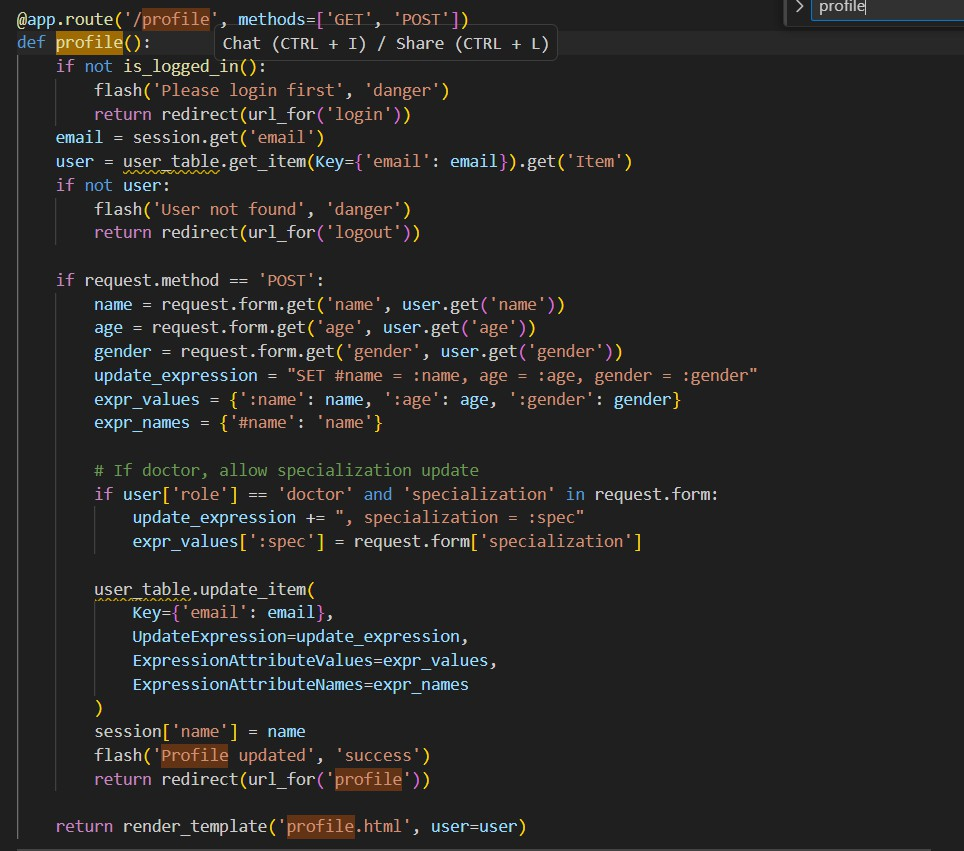 @app.route('/profile', methods=['GET', 'POST'])
profile
def profile():
Chat (CTRL + I) / Share (CTRL + L)
    if not is_logged_in():
        flash('Please login first', 'danger')
        return redirect(url_for('login'))
    email = session.get('email')
    user = user_table.get_item(Key={'email': email}).get('Item')
    if not user:
        flash('User not found', 'danger')
        return redirect(url_for('logout'))

    if request.method == 'POST':
        name = request.form.get('name', user.get('name'))
        age = request.form.get('age', user.get('age'))
        gender = request.form.get('gender', user.get('gender'))
        update_expression = "SET #name = :name, age = :age, gender = :gender"
        expr_values = {':name': name, ':age': age, ':gender': gender}
        expr_names = {'#name': 'name'}

        # If doctor, allow specialization update
        if user['role'] == 'doctor' and 'specialization' in request.form:
            update_expression += ", specialization = :spec"
            expr_values[':spec'] = request.form['specialization']

        user_table.update_item(
            Key={'email': email},
            UpdateExpression=update_expression,
            ExpressionAttributeValues=expr_values,
            ExpressionAttributeNames=expr_names
        )
        session['name'] = name
        flash('Profile updated', 'success')
        return redirect(url_for('profile'))

    return render_template('profile.html', user=user)